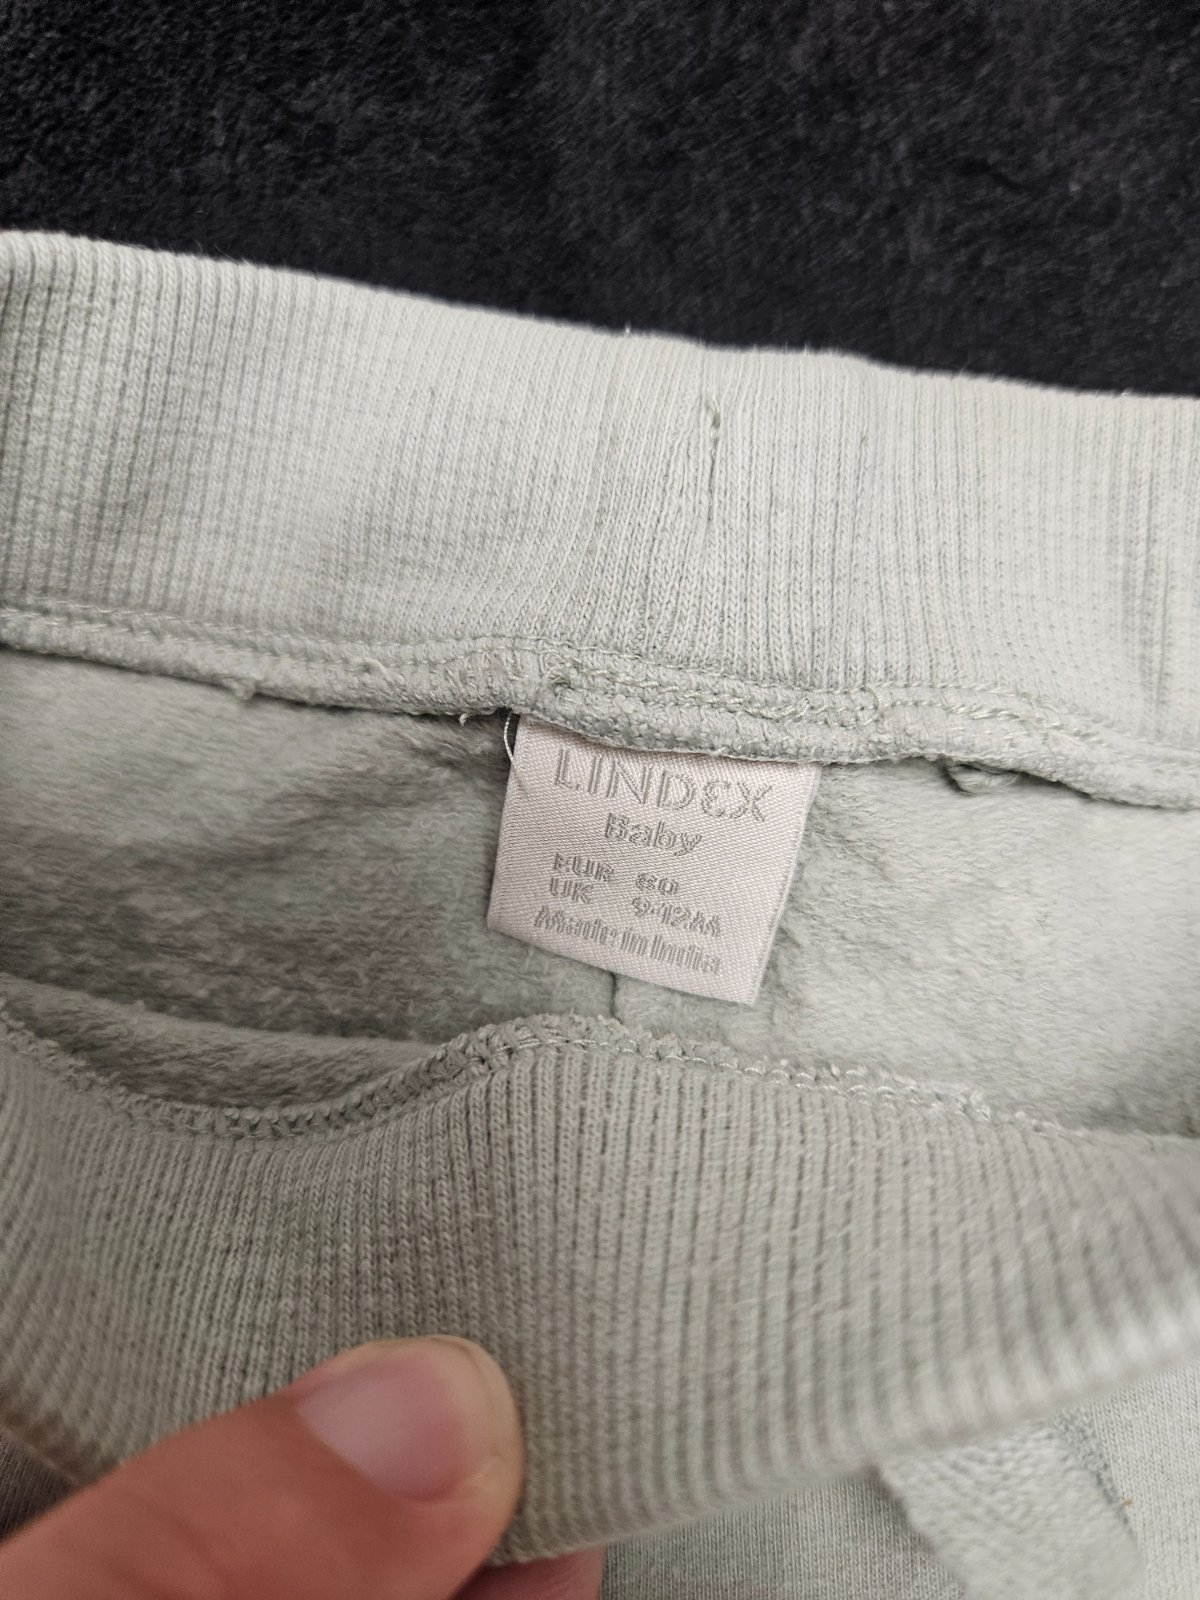 LINDEX
Baby
EUR 80
UK 9-12M
Made in India